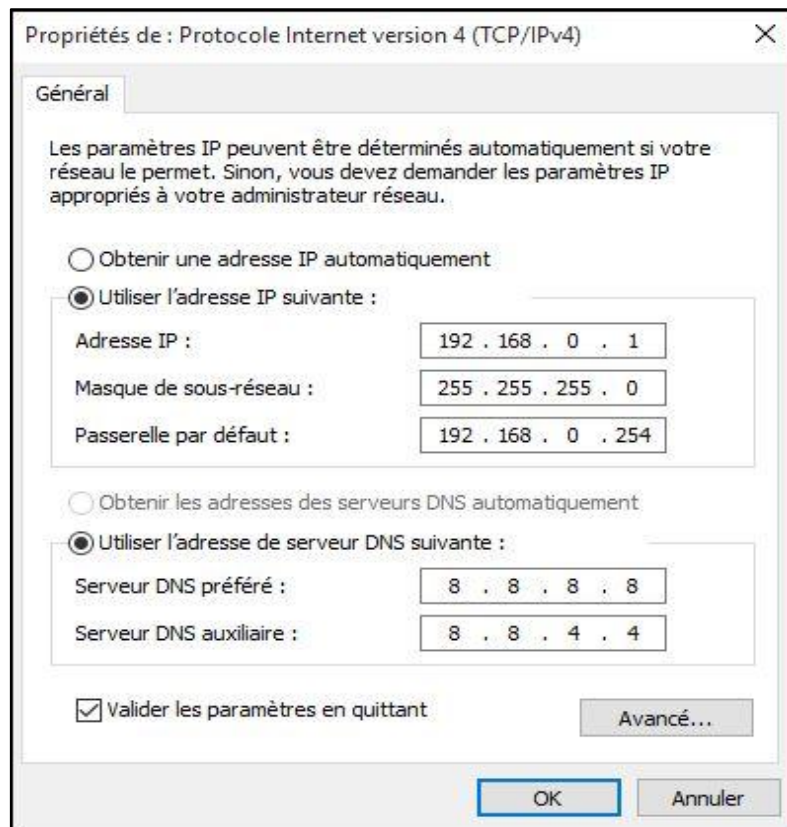 Propriétés de : Protocole Internet version 4 (TCP/IPv4)
Général
Les paramètres IP peuvent être déterminés automatiquement si votre
réseau le permet. Sinon, vous devez demander les paramètres IP
appropriés à votre administrateur réseau.
Obtenir une adresse IP automatiquement
Utiliser l'adresse IP suivante :
Adresse IP : 192 . 168 . 0 . 1
Masque de sous-réseau : 255 . 255 . 255 . 0
Passerelle par défaut : 192 . 168 . 0 . 254
Obtenir les adresses des serveurs DNS automatiquement
Utiliser l'adresse de serveur DNS suivante :
Serveur DNS préféré : 8 . 8 . 8 . 8
Serveur DNS auxiliaire : 8 . 8 . 4 . 4
Valider les paramètres en quittant
Avancé...
OK Annuler